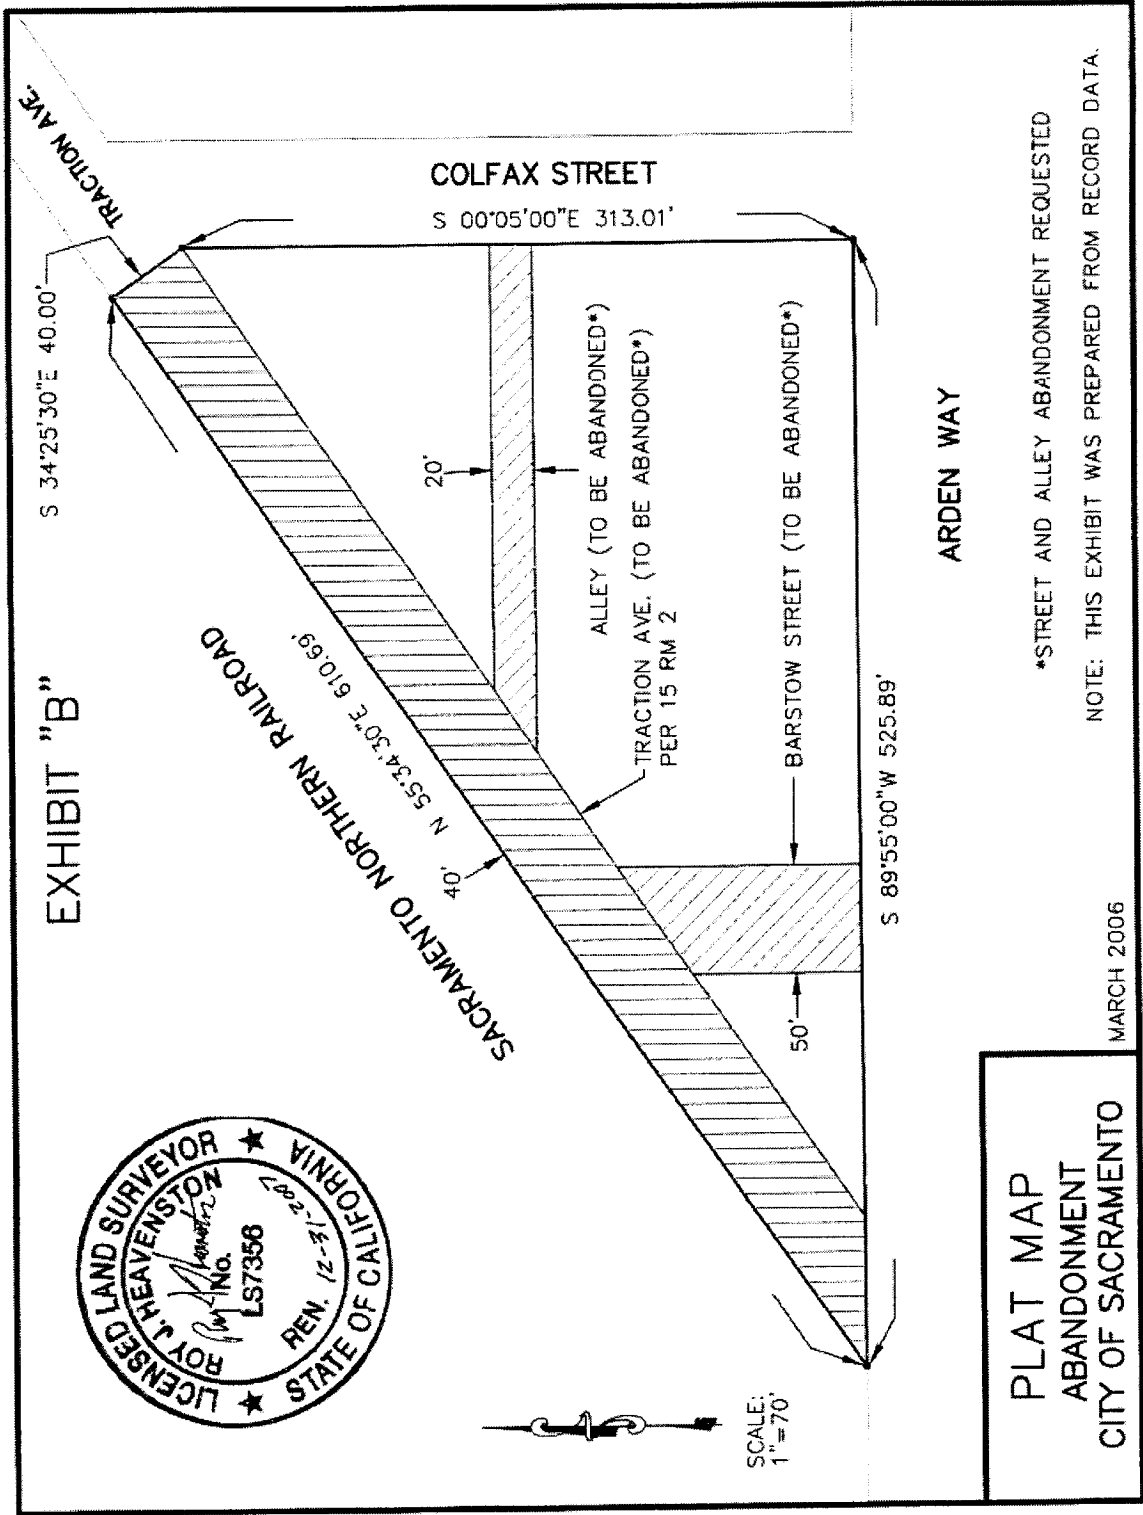 EXHIBIT "B"
S 34°25'30"E 40.00'
TRACTION AVE.
COLFAX STREET
S 00°05'00"E 313.01'
SACRAMENTO NORTHERN RAILROAD
N 55°34'30"E 610.69'
40'
20'
ALLEY (TO BE ABANDONED*)
TRACTION AVE. (TO BE ABANDONED*)
PER 15 RM 2
BARSTOW STREET (TO BE ABANDONED*)
50'
S 89°55'00"W 525.89'
ARDEN WAY
LICENSED LAND SURVEYOR
ROY J. HEAVENSTON
No.
LS7356
REN. 12-31-2007
STATE OF CALIFORNIA
SCALE:
1"=70'
*STREET AND ALLEY ABANDONMENT REQUESTED
NOTE: THIS EXHIBIT WAS PREPARED FROM RECORD DATA.
MARCH 2006
PLAT MAP
ABANDONMENT
CITY OF SACRAMENTO